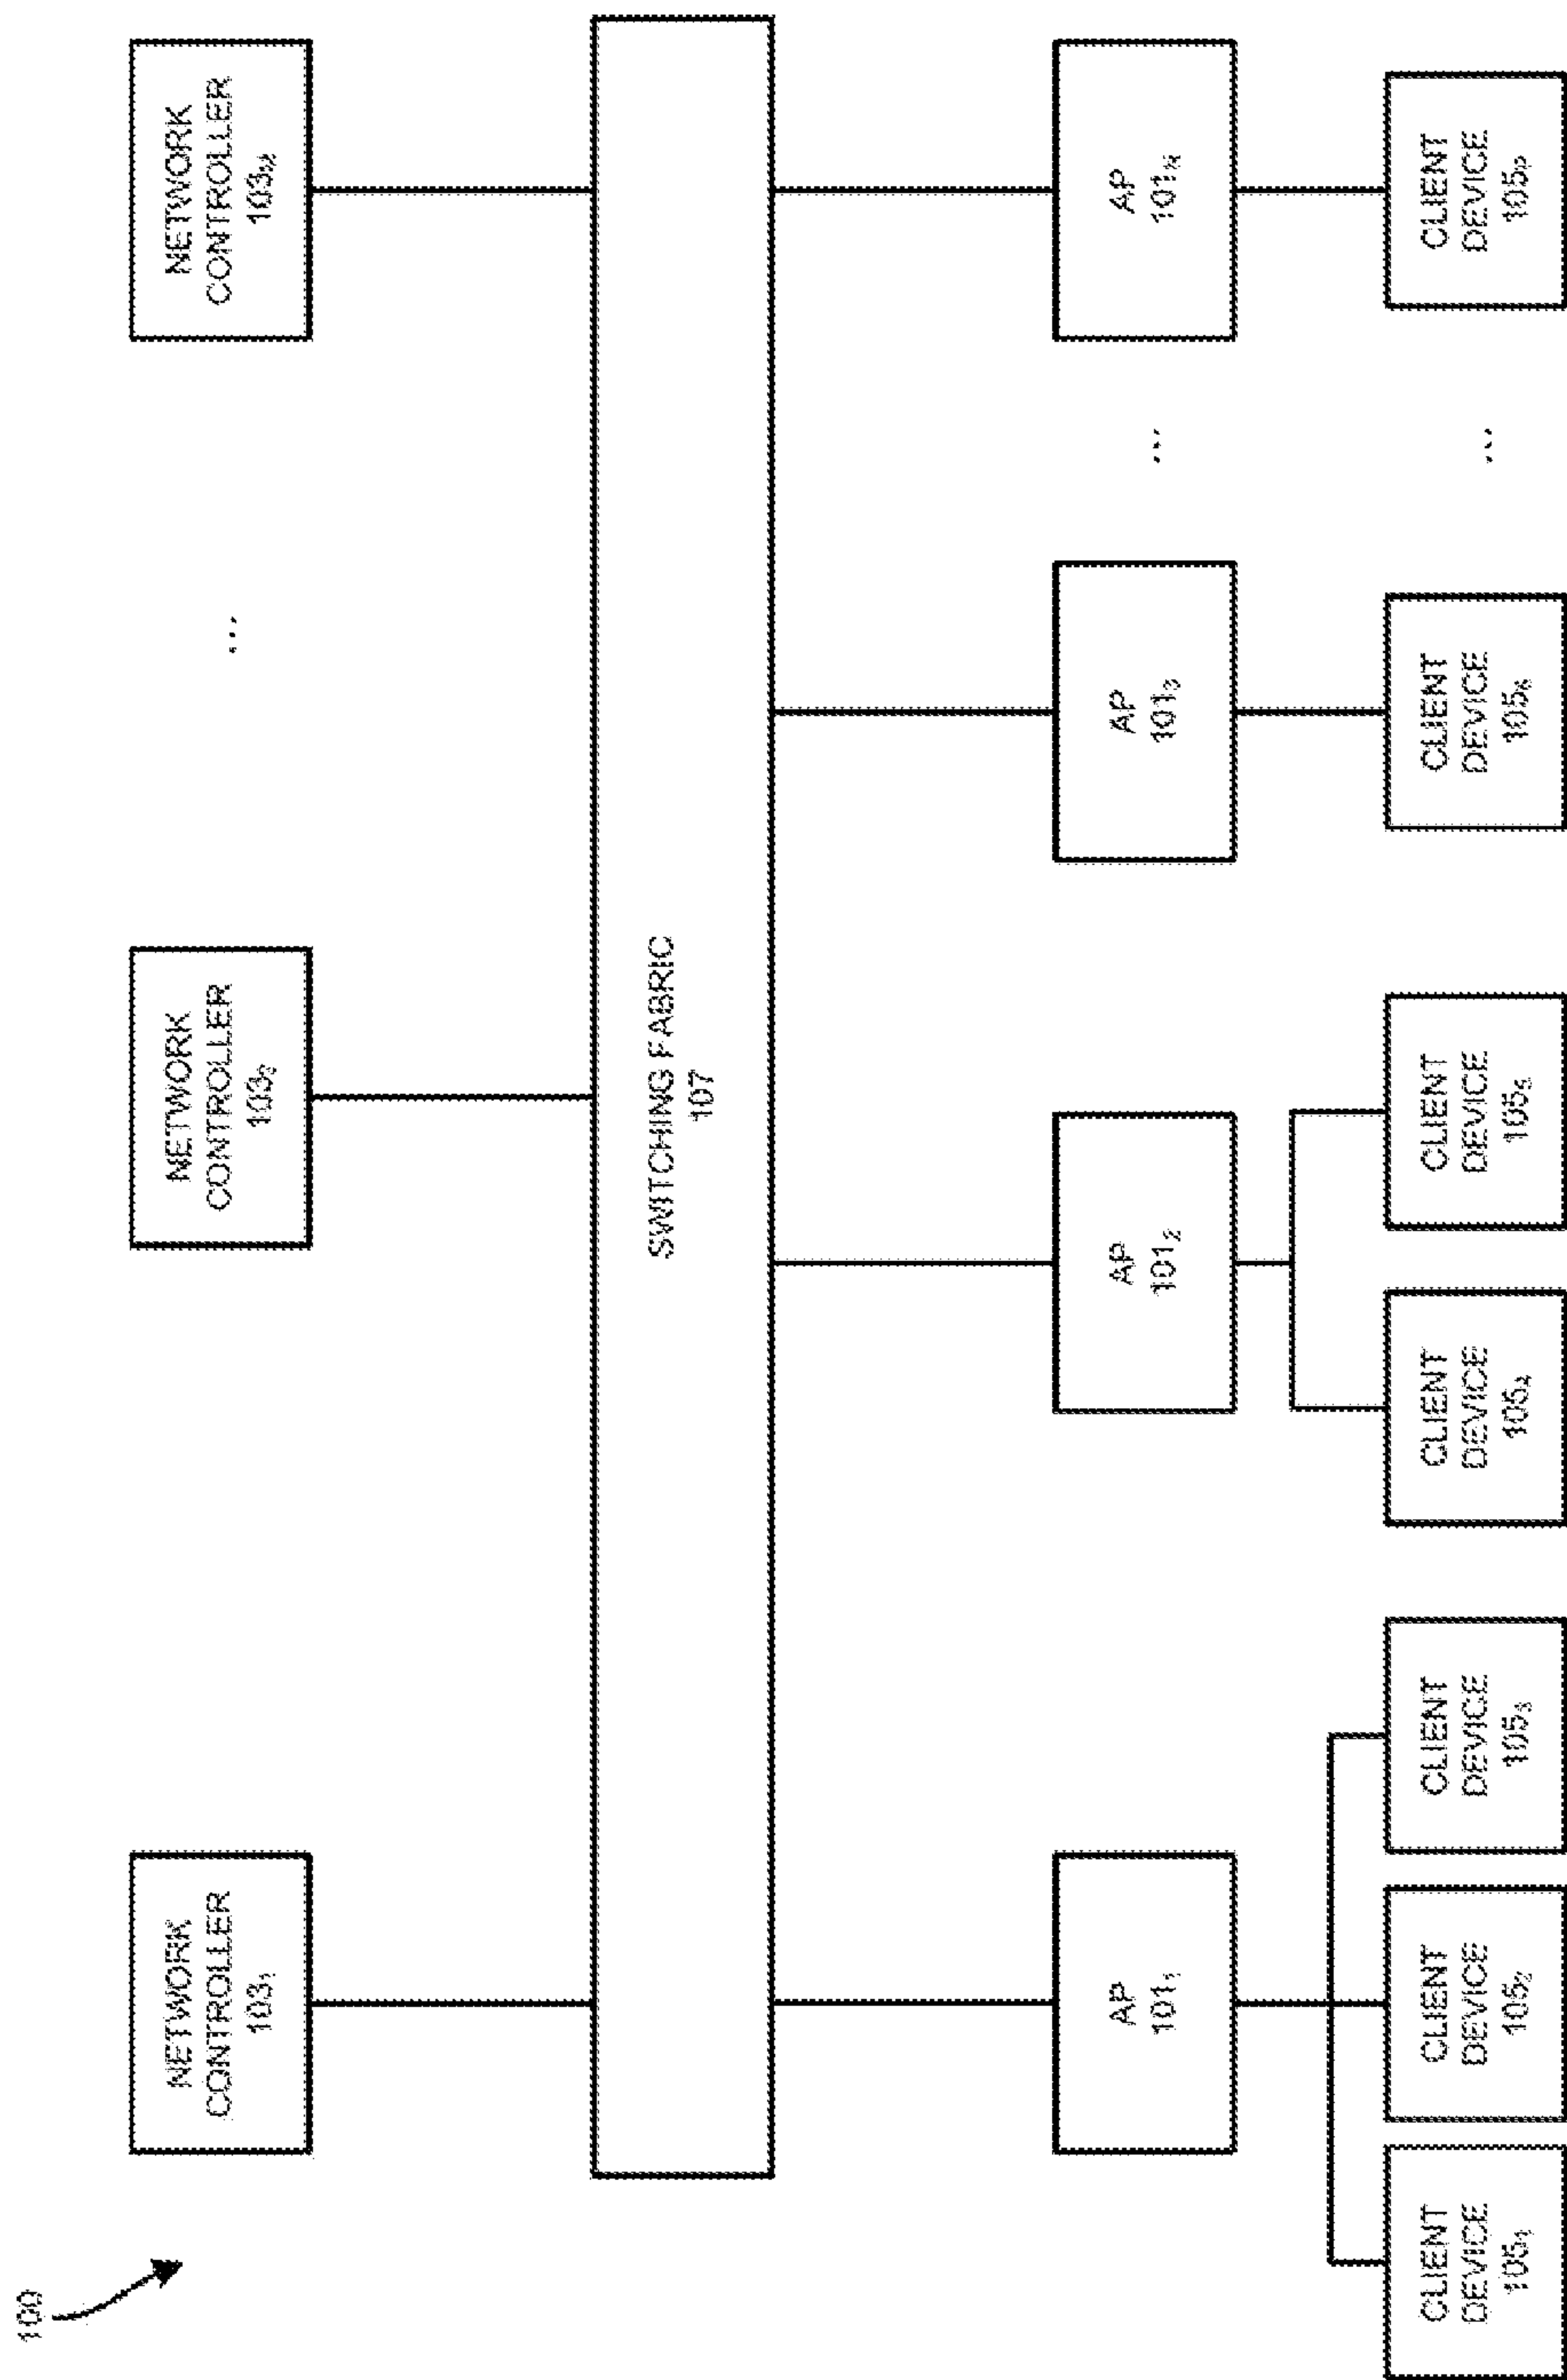 100
NETWORK
CONTROLLER
103₁
NETWORK
CONTROLLER
103₂
...
NETWORK
CONTROLLER
103M
SWITCHING FABRIC
107
AP
101₁
AP
101₂
AP
101₃
...
AP
101N
CLIENT
DEVICE
105₁
CLIENT
DEVICE
105₂
CLIENT
DEVICE
105₃
CLIENT
DEVICE
105₄
CLIENT
DEVICE
105₅
CLIENT
DEVICE
105₆
...
CLIENT
DEVICE
105P